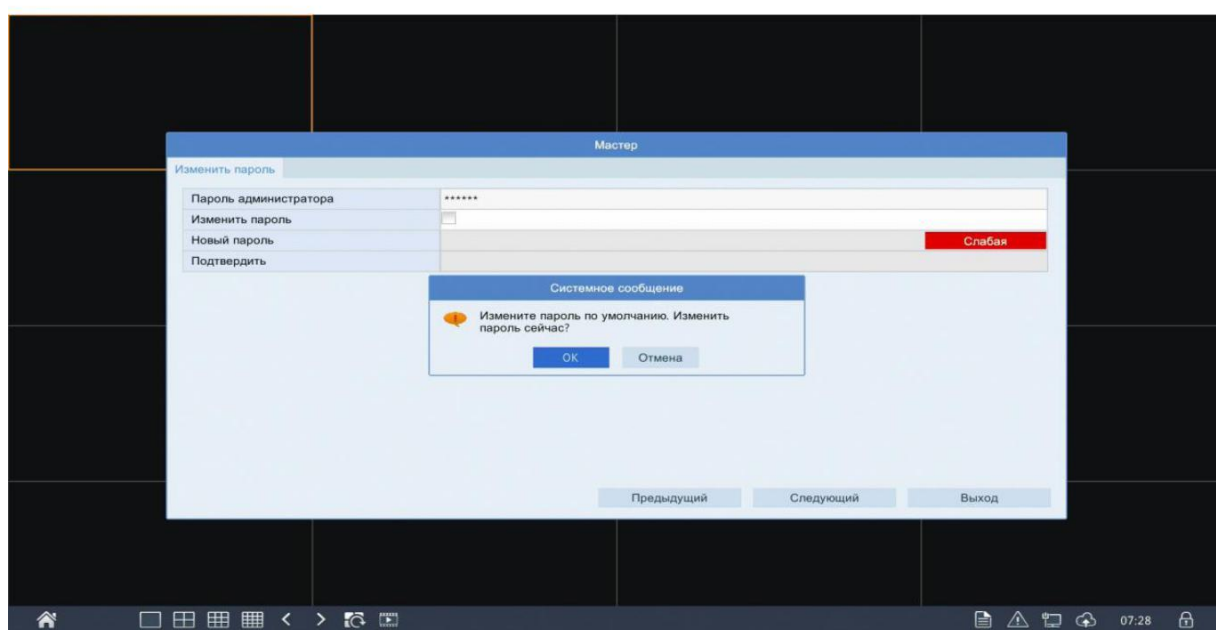 Мастер
Изменить пароль
Пароль администратора ******
Изменить пароль
Новый пароль Слабая
Подтвердить
Системное сообщение
Измените пароль по умолчанию. Изменить
пароль сейчас?
ОК Отмена
Предыдущий Следующий Выход
07:28